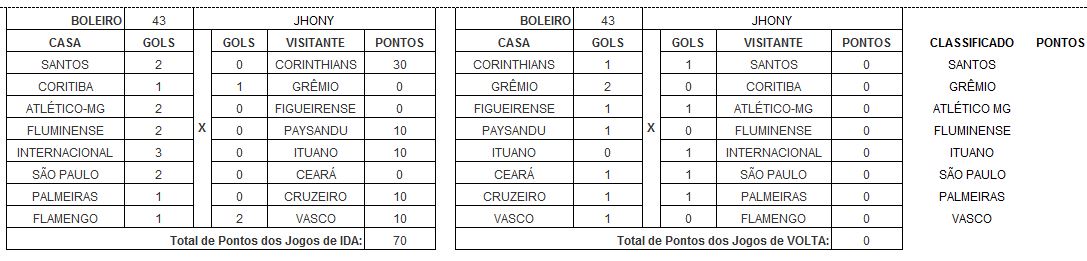 BOLEIRO 43 JHONY BOLEIRO 43 JHONY
CASA GOLS GOLS VISITANTE PONTOS CASA GOLS GOLS VISITANTE PONTOS CLASSIFICADO PONTOS
SANTOS 2 0 CORINTHIANS 30 CORINTHIANS 1 1 SANTOS 0 SANTOS
CORITIBA 1 1 GRÊMIO 0 GRÊMIO 2 0 CORITIBA 0 GRÊMIO
ATLÉTICO-MG 2 0 FIGUEIRENSE 0 FIGUEIRENSE 1 1 ATLÉTICO-MG 0 ATLÉTICO MG
FLUMINENSE 2 X 0 PAYSANDU 10 PAYSANDU 1 X 0 FLUMINENSE 0 FLUMINENSE
INTERNACIONAL 3 0 ITUANO 10 ITUANO 0 1 INTERNACIONAL 0 ITUANO
SÃO PAULO 2 0 CEARÁ 0 CEARÁ 1 1 SÃO PAULO 0 SÃO PAULO
PALMEIRAS 1 0 CRUZEIRO 10 CRUZEIRO 1 1 PALMEIRAS 0 PALMEIRAS
FLAMENGO 1 2 VASCO 10 VASCO 1 0 FLAMENGO 0 VASCO
Total de Pontos dos Jogos de IDA: 70 Total de Pontos dos Jogos de VOLTA: 0